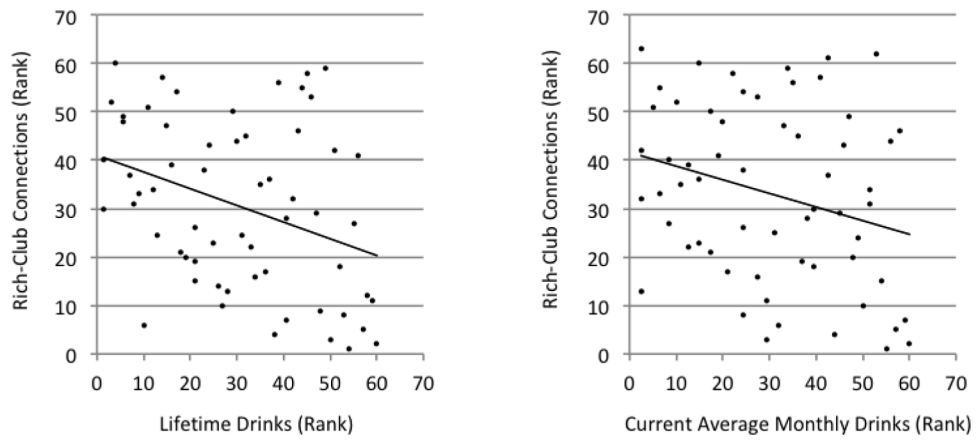 70
60
50
40
30
20
10
0
Rich-Club Connections (Rank)
0 10 20 30 40 50 60 70
Lifetime Drinks (Rank)
70
60
50
40
30
20
10
0
Rich-Club Connections (Rank)
0 10 20 30 40 50 60 70
Current Average Monthly Drinks (Rank)